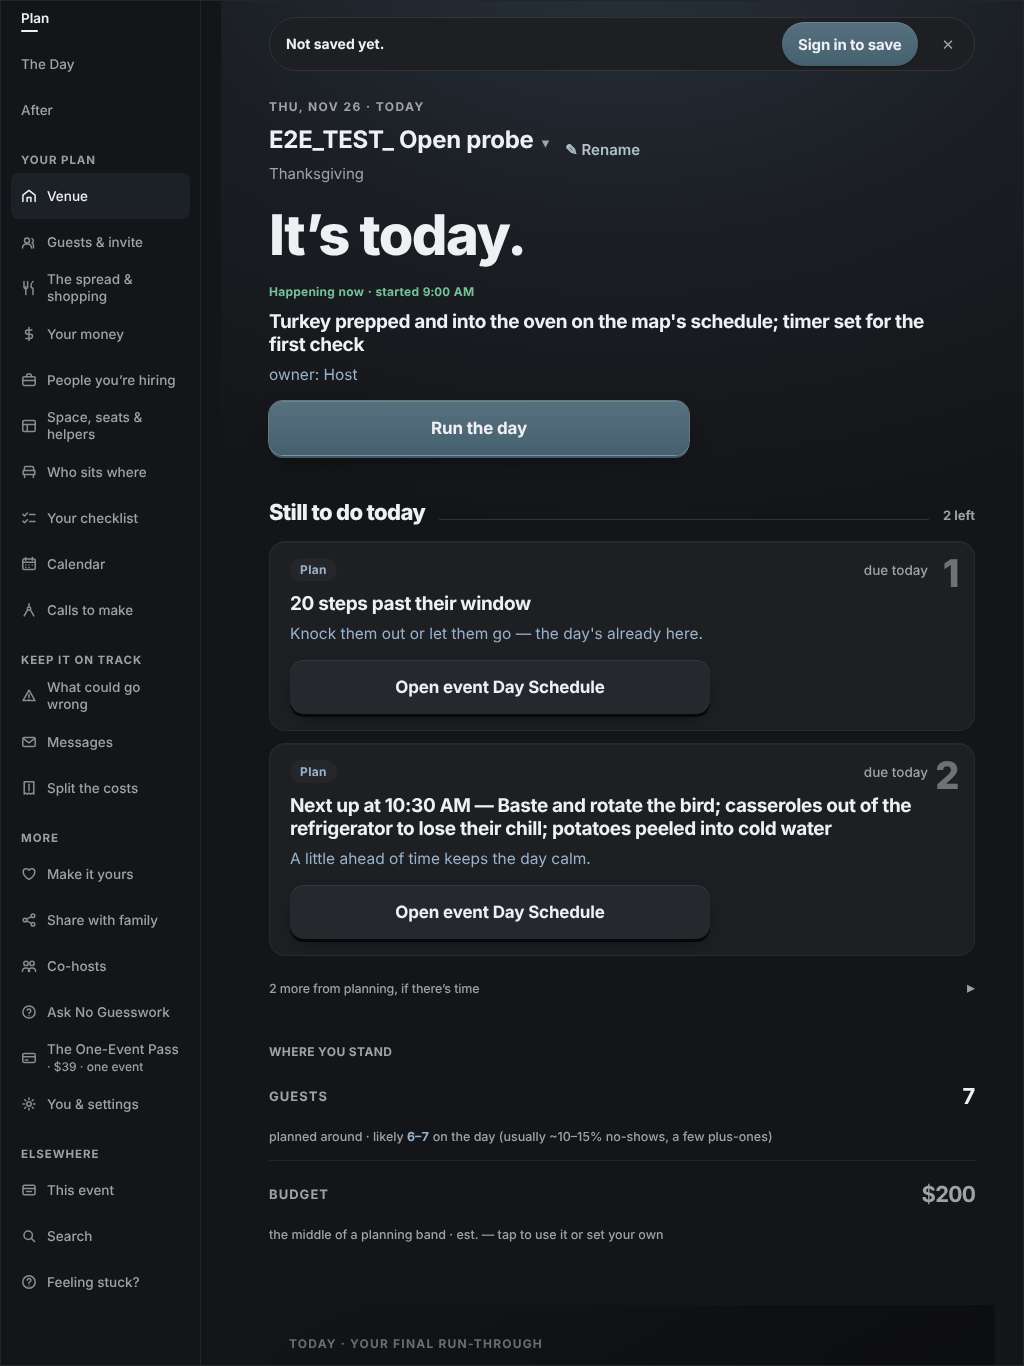 Plan
The Day
After
YOUR PLAN
Venue
Guests & invite
The spread &
shopping
Your money
People you’re hiring
Space, seats &
helpers
Who sits where
Your checklist
Calendar
Calls to make
KEEP IT ON TRACK
What could go
wrong
Messages
Split the costs
MORE
Make it yours
Share with family
Co-hosts
Ask No Guesswork
The One-Event Pass
· $39 · one event
You & settings
ELSEWHERE
This event
Search
Feeling stuck?
Not saved yet.
Sign in to save
×
THU, NOV 26 · TODAY
E2E_TEST_ Open probe ▾
✎ Rename
Thanksgiving
It’s today.
Happening now · started 9:00 AM
Turkey prepped and into the oven on the map's schedule; timer set for the
first check
owner: Host
Run the day
Still to do today
2 left
Plan
due today
1
20 steps past their window
Knock them out or let them go — the day's already here.
Open event Day Schedule
Plan
due today
2
Next up at 10:30 AM — Baste and rotate the bird; casseroles out of the
refrigerator to lose their chill; potatoes peeled into cold water
A little ahead of time keeps the day calm.
Open event Day Schedule
2 more from planning, if there’s time
▸
WHERE YOU STAND
GUESTS
7
planned around · likely 6–7 on the day (usually ~10–15% no-shows, a few plus-ones)
BUDGET
$200
the middle of a planning band · est. — tap to use it or set your own
TODAY · YOUR FINAL RUN-THROUGH